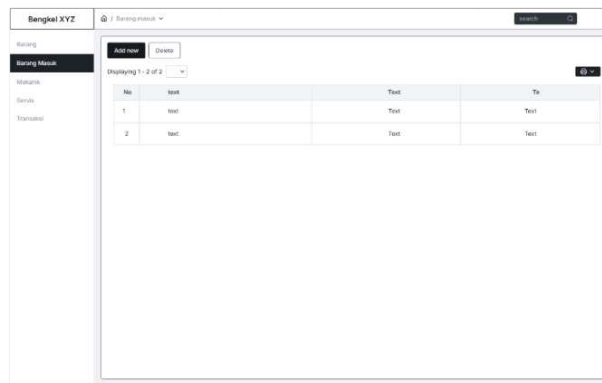 Bengkel XYZ
/ Barang masuk
search
Barang
Barang Masuk
Mekanik
Servis
Transaksi
Add new
Delete
Displaying 1 - 2 of 2
No text Text Te
1 text Text Text
2 text Text Text